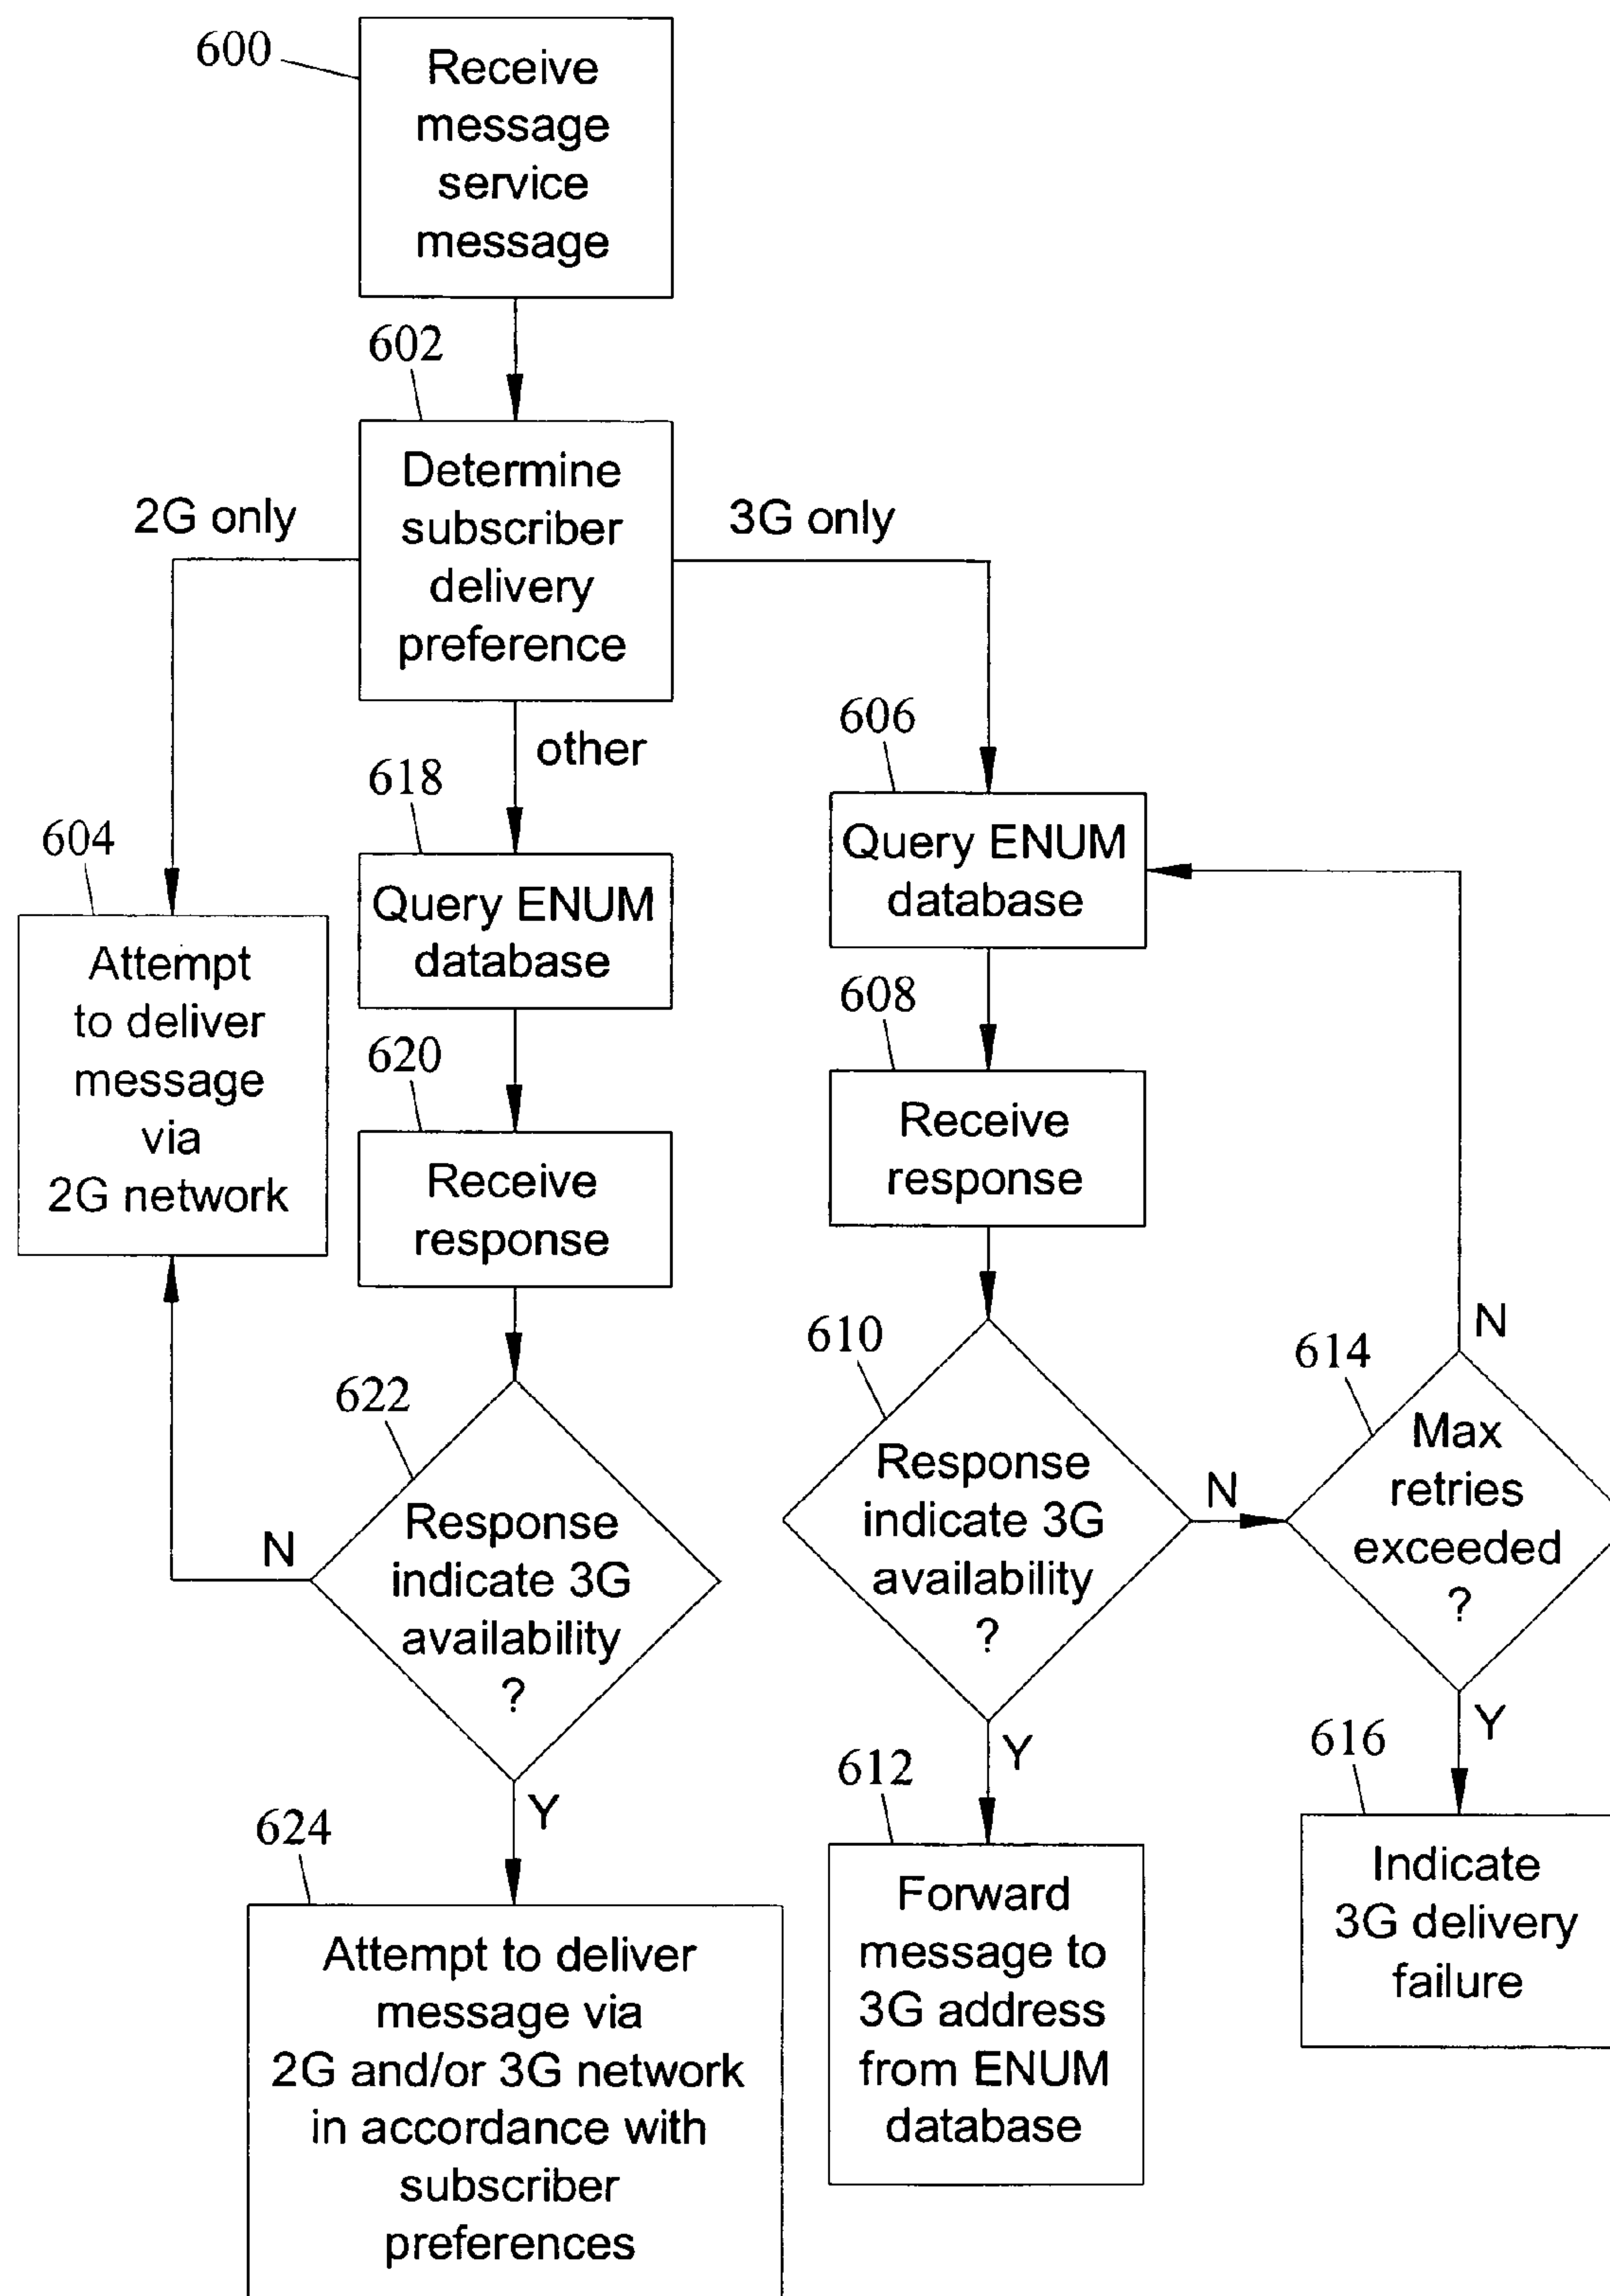 600
Receive
message
service
message
602
Determine
subscriber
delivery
preference
2G only
3G only
other
604
Attempt
to deliver
message
via
2G network
618
Query ENUM
database
620
Receive
response
622
Response
indicate 3G
availability
?
N
Y
624
Attempt to deliver
message via
2G and/or 3G network
in accordance with
subscriber
preferences
606
Query ENUM
database
608
Receive
response
610
Response
indicate 3G
availability
?
N
Y
612
Forward
message to
3G address
from ENUM
database
614
Max
retries
exceeded
?
N
Y
616
Indicate
3G delivery
failure